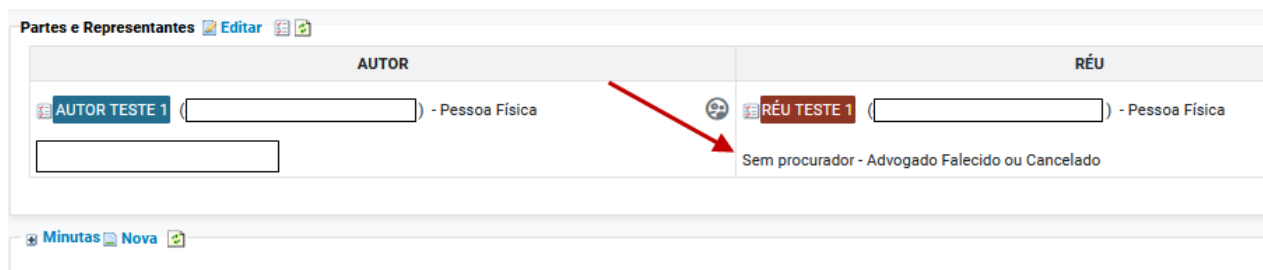 Partes e Representantes Editar
AUTOR RÉU
AUTOR TESTE 1 ( ) - Pessoa Física RÉU TESTE 1 ( ) - Pessoa Física
Sem procurador - Advogado Falecido ou Cancelado
Minutas Nova